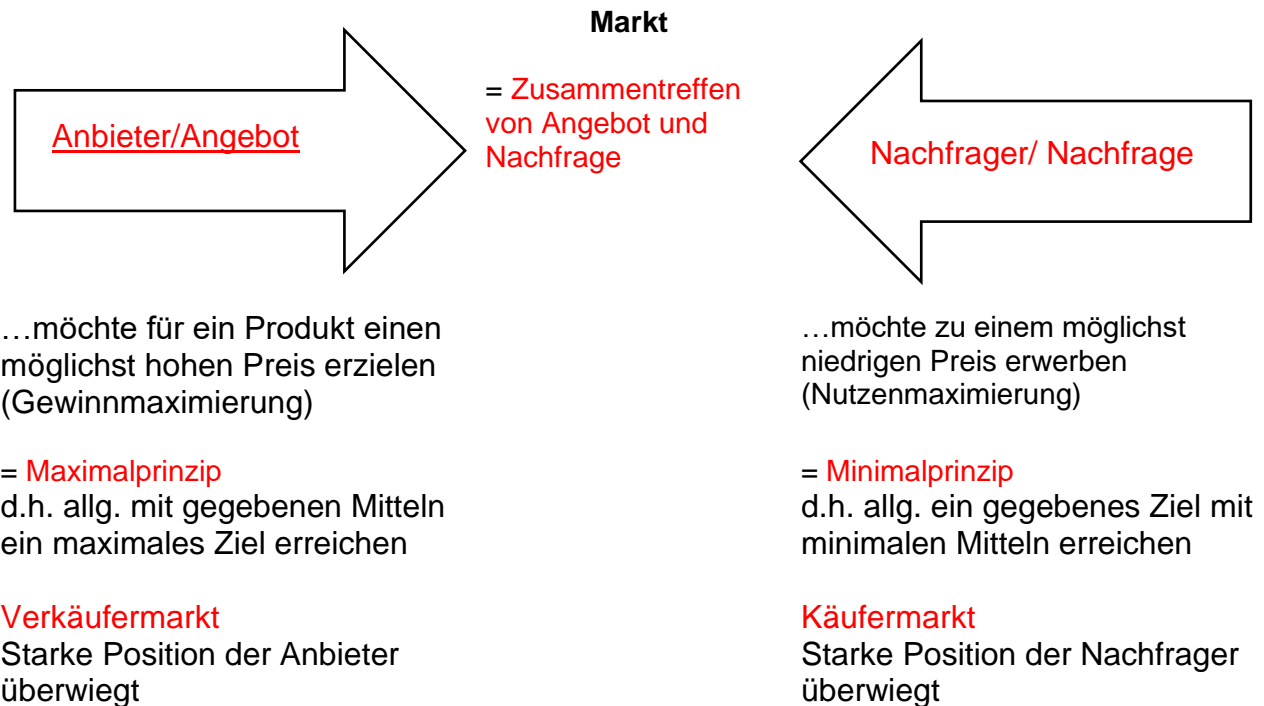 Markt
Anbieter/Angebot
= Zusammentreffen
von Angebot und
Nachfrage
Nachfrager/ Nachfrage
…möchte für ein Produkt einen
möglichst hohen Preis erzielen
(Gewinnmaximierung)
= Maximalprinzip
d.h. allg. mit gegebenen Mitteln
ein maximales Ziel erreichen
Verkäufermarkt
Starke Position der Anbieter
überwiegt
…möchte zu einem möglichst
niedrigen Preis erwerben
(Nutzenmaximierung)
= Minimalprinzip
d.h. allg. ein gegebenes Ziel mit
minimalen Mitteln erreichen
Käufermarkt
Starke Position der Nachfrager
überwiegt